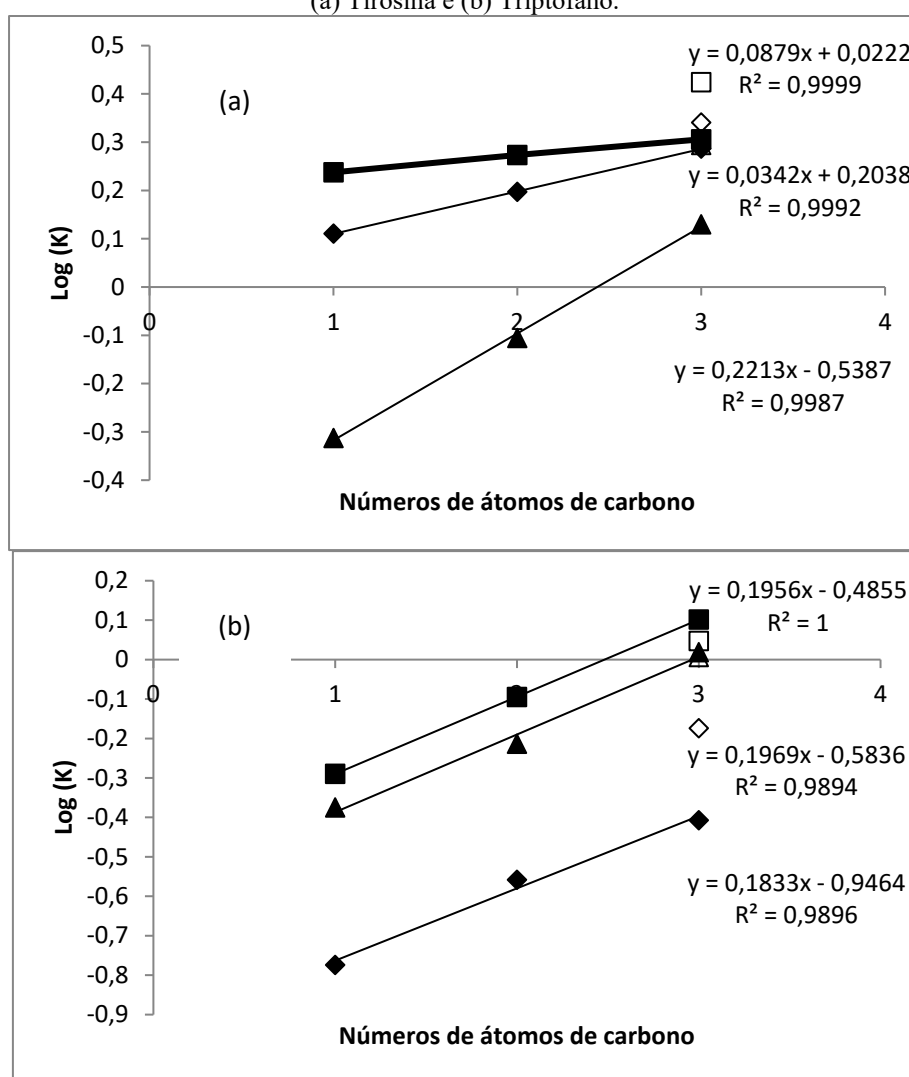 (a) Tirosina e (b) Triptofano.
0,5
0,4
0,3
0,2
0,1
0
-0,1
-0,2
-0,3
-0,4
(a)
y = 0,0879x + 0,0222
R² = 0,9999
y = 0,0342x + 0,2038
R² = 0,9992
y = 0,2213x - 0,5387
R² = 0,9987
0 1 2 3 4
Log (K)
Números de átomos de carbono
0,2
0,1
0
-0,1
-0,2
-0,3
-0,4
-0,5
-0,6
-0,7
-0,8
-0,9
(b)
y = 0,1956x - 0,4855
R² = 1
y = 0,1969x - 0,5836
R² = 0,9894
y = 0,1833x - 0,9464
R² = 0,9896
0 1 2 3 4
Log (K)
Números de átomos de carbono